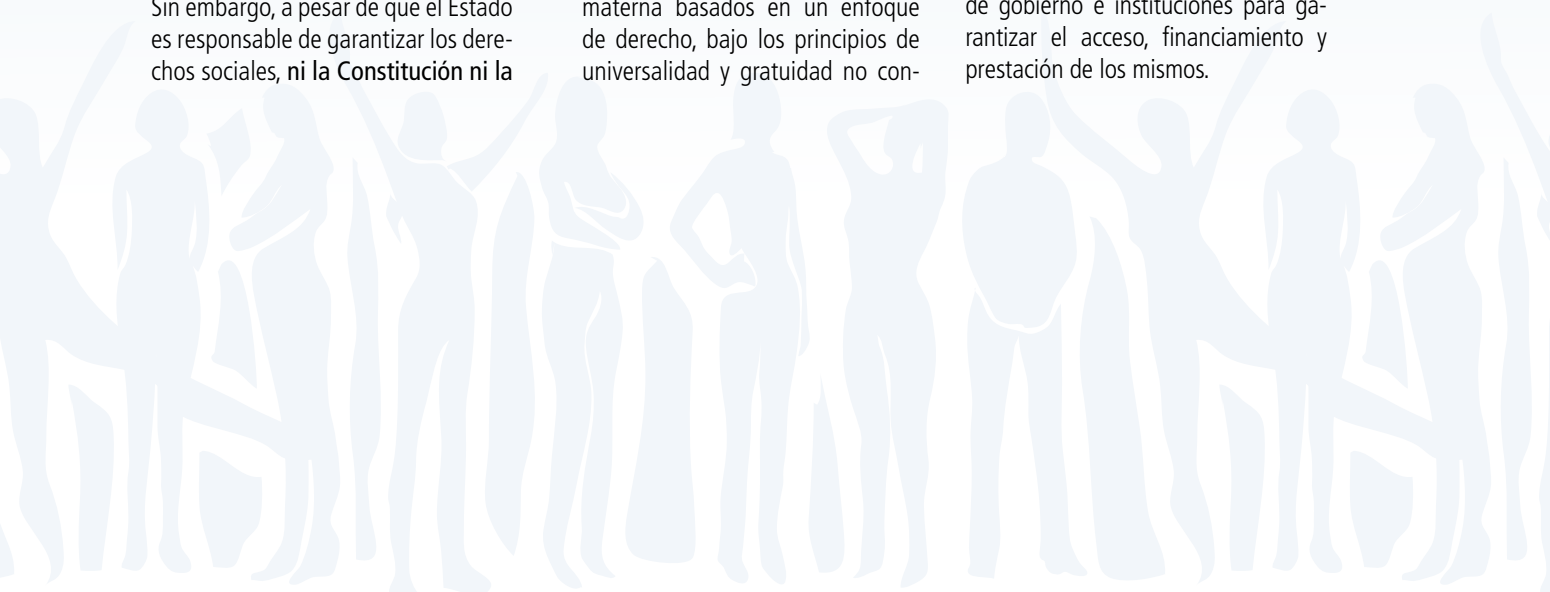 Sin embargo, a pesar de que el Estado
es responsable de garantizar los dere-
chos sociales, ni la Constitución ni la
materna basados en un enfoque
de derecho, bajo los principios de
universalidad y gratuidad no con-
de gobierno e instituciones para ga-
rantizar el acceso, financiamiento y
prestación de los mismos.